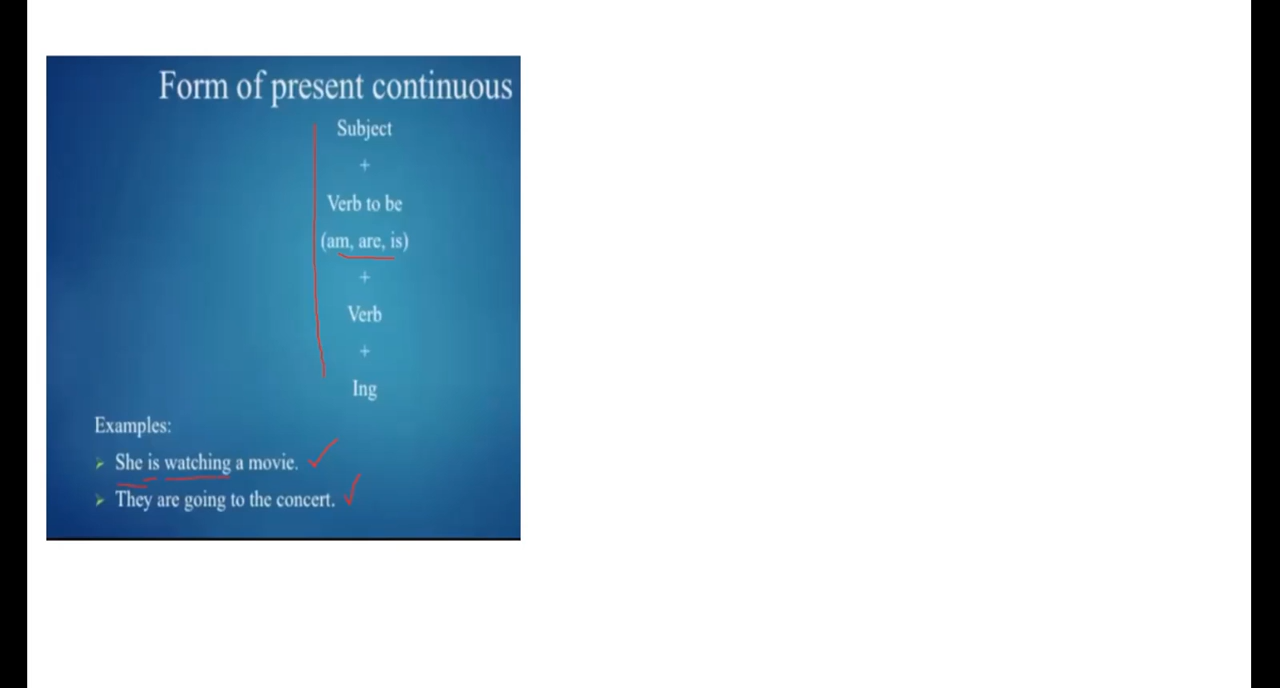 Form of present continuous
Subject
+
Verb to be
(am, are, is)
+
Verb
+
Ing
Examples:
➢ She is watching a movie.
➢ They are going to the concert.